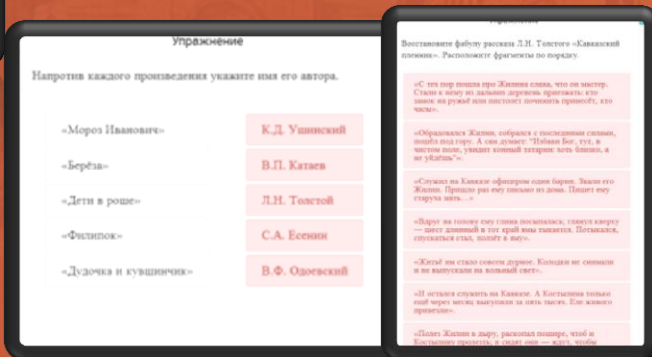 Упражнение
Напротив каждого произведения укажите имя его автора.
«Мороз Иванович»
К.Д. Ушинский
«Берёза»
В.П. Катаев
«Дети в роще»
Л.Н. Толстой
«Филипок»
С.А. Есенин
«Дудочка и кувшинчик»
В.Ф. Одоевский
Восстановите фабулу рассказа Л.Н. Толстого «Кавказский
пленник». Расположите фрагменты по порядку.
«С тех пор пошла про Жилина слава, что он мастер.
Стали к нему из дальних деревень приезжать: кто
замок на ружьё или пистолет починить принесёт, кто
часы».
«Образовался Жилин, собрался с последними силами,
пошёл под гору. А сам думает: "Избави Бог, тут, в
чистом поле, увидит конный татарин: хоть близко, а
не уйдёшь"».
«Служил на Кавказе офицером один барин. Звали его
Жилин. Пришло раз ему письмо из дома. Пишет ему
старуха мать...»
«Вдруг на голову ему глина посыпалась, глянул кверху
— шест длинный в тот край ямы тыкается. Потыкался,
спускаться стал, ползёт в яму».
«Житьё им стало совсем дурное. Колодки не снимали
и не выпускали на вольный свет».
«И остался служить на Кавказе. А Костылина только
ещё через месяц выкупили за пять тысяч. Еле живого
привезли».
«Полез Жилин в дыру, раскопал пошире, чтоб и
Костылину пролезть, и сидят они — ждут, чтобы